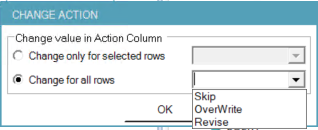 CHANGE ACTION
Change value in Action Column
Change only for selected rows
Change for all rows
Skip
OverWrite
Revise
OK